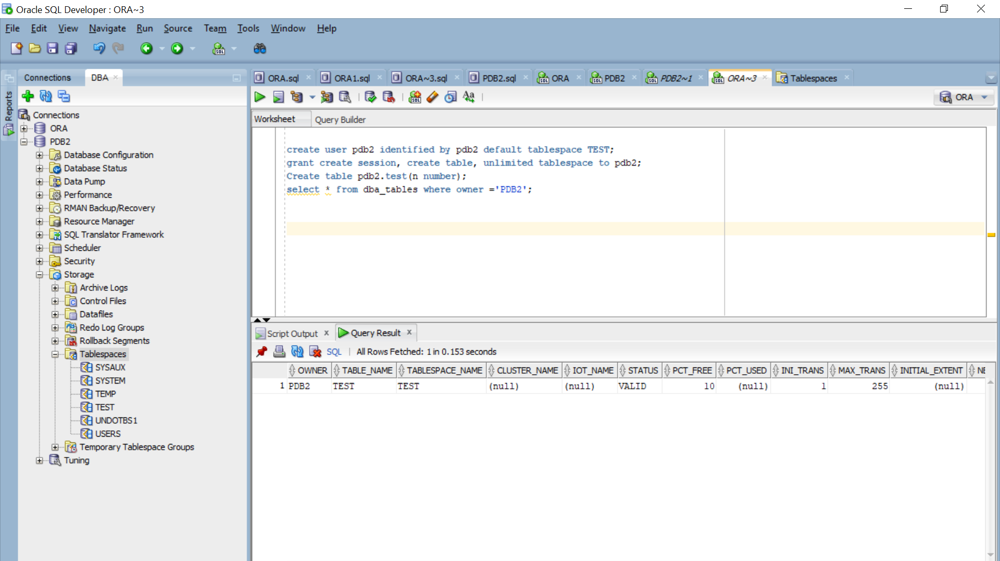 Oracle SQL Developer : ORA~3
File Edit View Navigate Run Source Team Tools Window Help
Reports
Connections DBA
Connections
ORA
PDB2
Database Configuration
Database Status
Data Pump
Performance
RMAN Backup/Recovery
Resource Manager
SQL Translator Framework
Scheduler
Security
Storage
Archive Logs
Control Files
Datafiles
Redo Log Groups
Rollback Segments
Tablespaces
SYSAUX
SYSTEM
TEMP
TEST
UNDOTBS1
USERS
Temporary Tablespace Groups
Tuning
ORA.sql ORA1.sql ORA~3.sql PDB2.sql ORA PDB2 PDB2~1 ORA~3 Tablespaces
ORA
Worksheet Query Builder
create user pdb2 identified by pdb2 default tablespace TEST;
grant create session, create table, unlimited tablespace to pdb2;
Create table pdb2.test(n number);
select * from dba_tables where owner ='PDB2';
Script Output Query Result
SQL All Rows Fetched: 1 in 0.153 seconds
OWNER TABLE_NAME TABLESPACE_NAME CLUSTER_NAME IOT_NAME STATUS PCT_FREE PCT_USED INI_TRANS MAX_TRANS INITIAL_EXTENT NE
1 PDB2 TEST TEST (null) (null) VALID 10 (null) 1 255 (null)